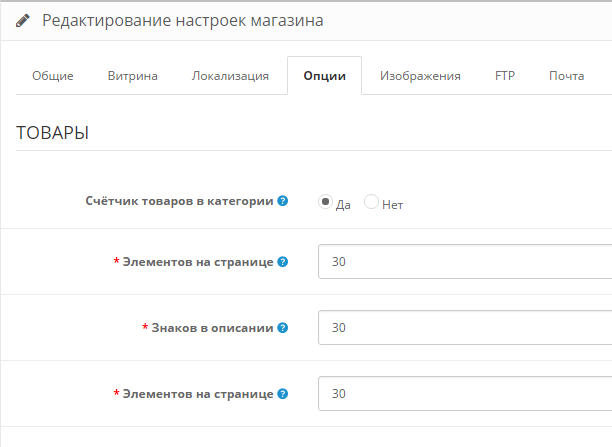 Редактирование настроек магазина
Общие Витрина Локализация Опции Изображения FTP Почта
ТОВАРЫ
Счётчик товаров в категории ? Да Нет
* Элементов на странице ? 30
* Знаков в описании ? 30
* Элементов на странице ? 30